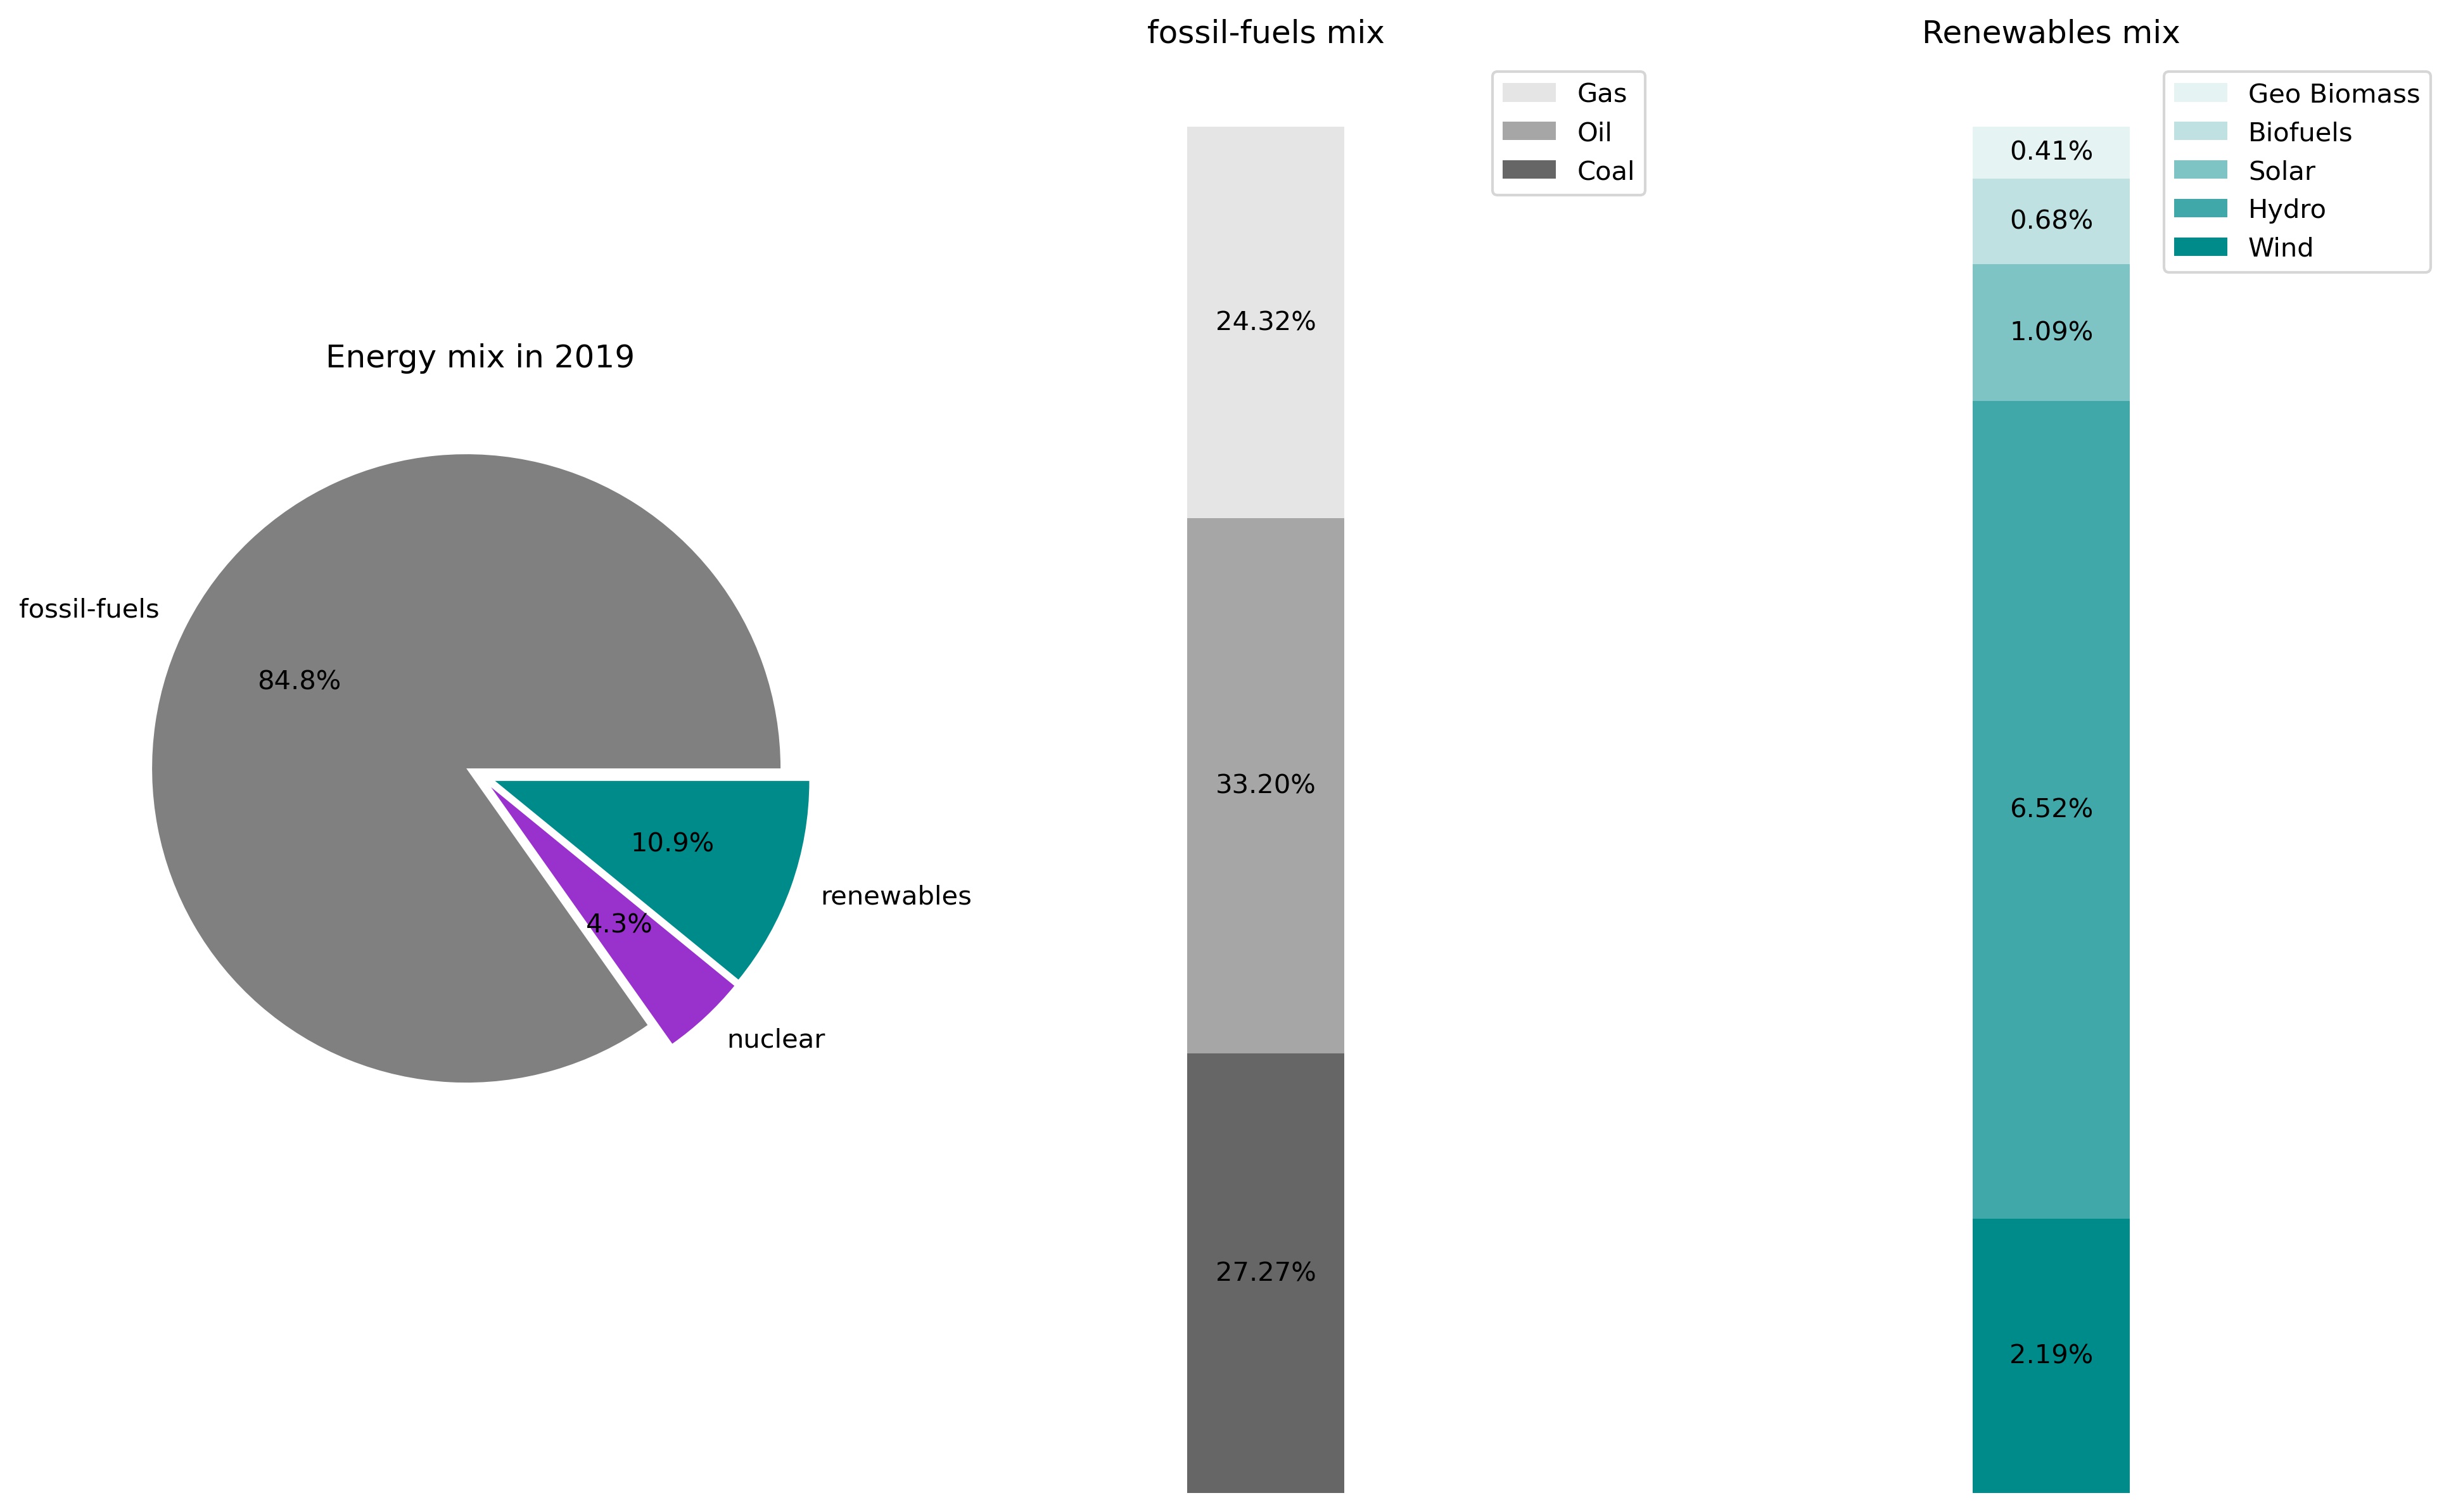 Energy mix in 2019
fossil-fuels
84.8%
10.9%
renewables
4.3%
nuclear
fossil-fuels mix
Gas
Oil
Coal
24.32%
33.20%
27.27%
Renewables mix
Geo Biomass
Biofuels
Solar
Hydro
Wind
0.41%
0.68%
1.09%
6.52%
2.19%